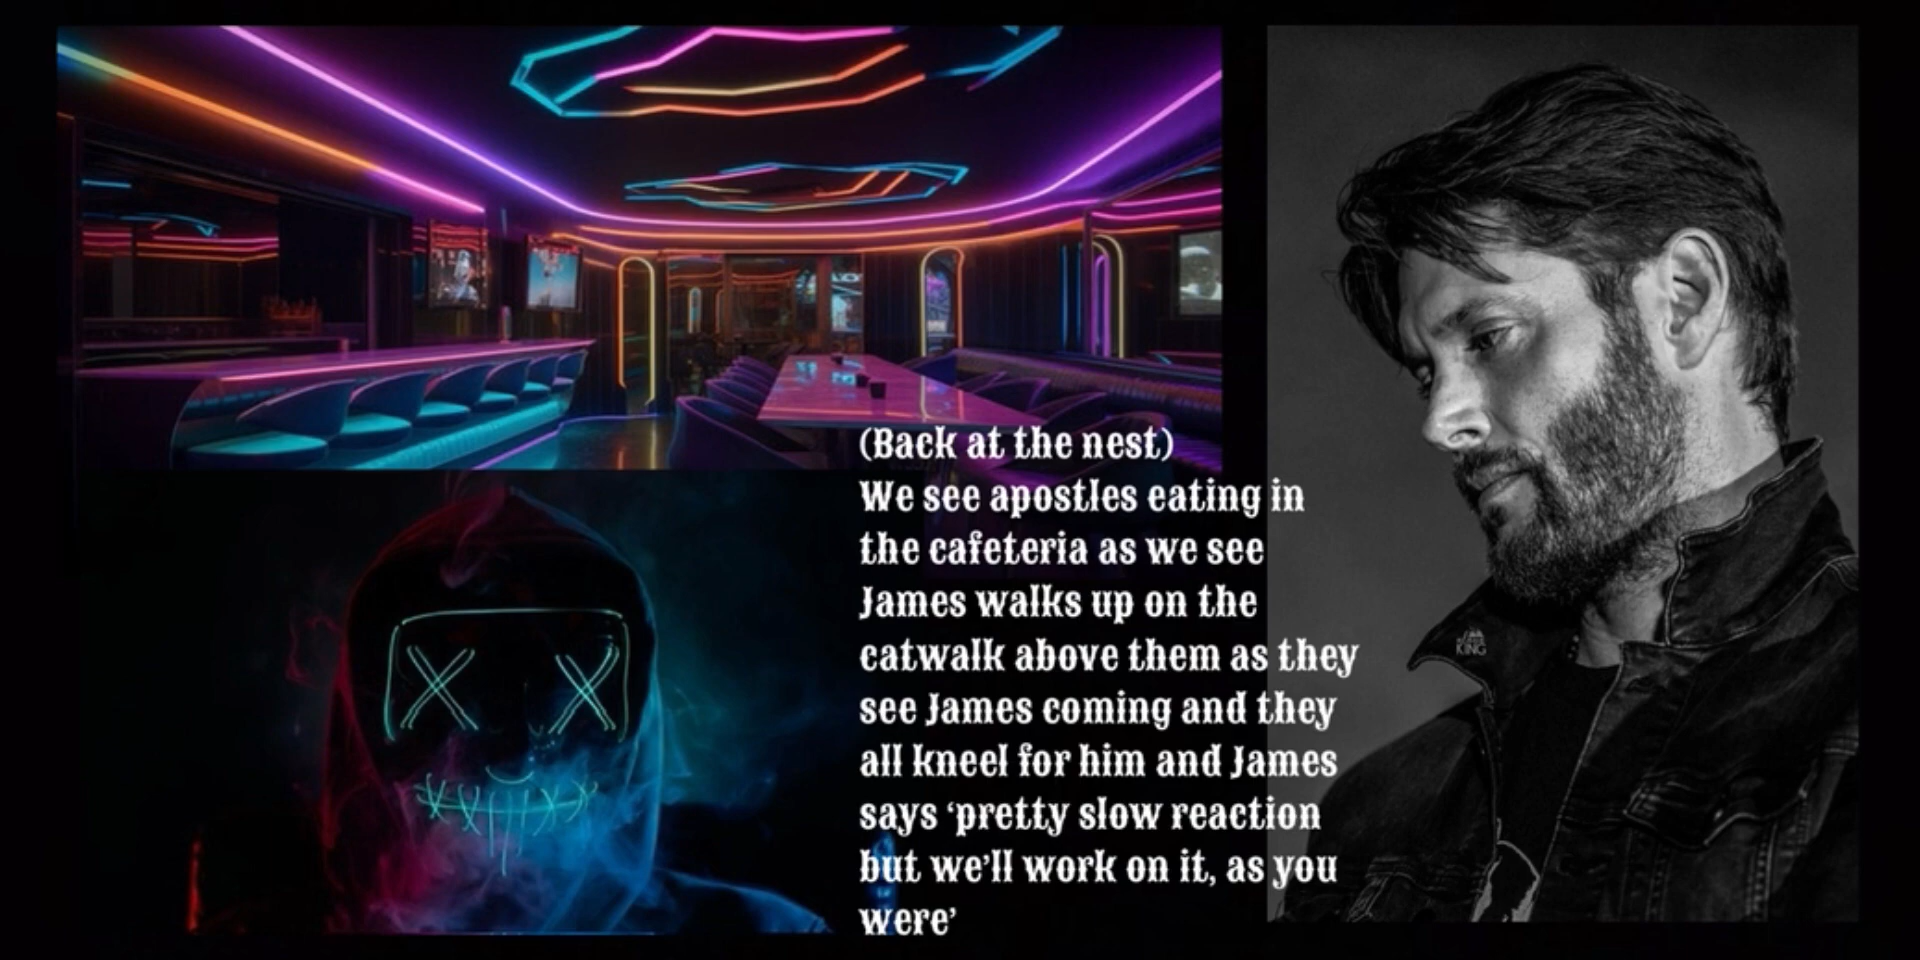 (Back at the nest)
We see apostles eating in
the cafeteria as we see
James walks up on the
catwalk above them as they
see James coming and they
all kneel for him and James
says ‘pretty slow reaction
but we’ll work on it, as you
were’
KING